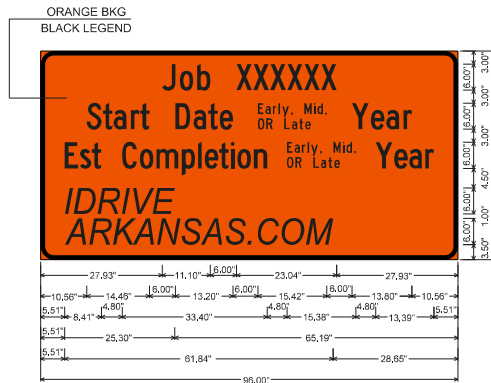 ORANGE BKG
BLACK LEGEND
Job XXXXXX
Start Date Early, Mid, OR Late Year
Est Completion Early, Mid, OR Late Year
IDRIVE
ARKANSAS.COM
3.00"
6.00"
3.00"
6.00"
3.00"
6.00"
4.50"
6.00"
1.00"
6.00"
3.50"
27.93" 11.10" 6.00" 23.04" 27.93"
10.56" 14.46" 6.00" 13.20" 6.00" 15.42" 6.00" 13.80" 10.56"
5.51" 8.41" 4.80" 33.40" 4.80" 15.38" 4.80" 13.39" 5.51"
5.51" 25.30" 65.19"
5.51" 61.84" 28.65"
96.00"